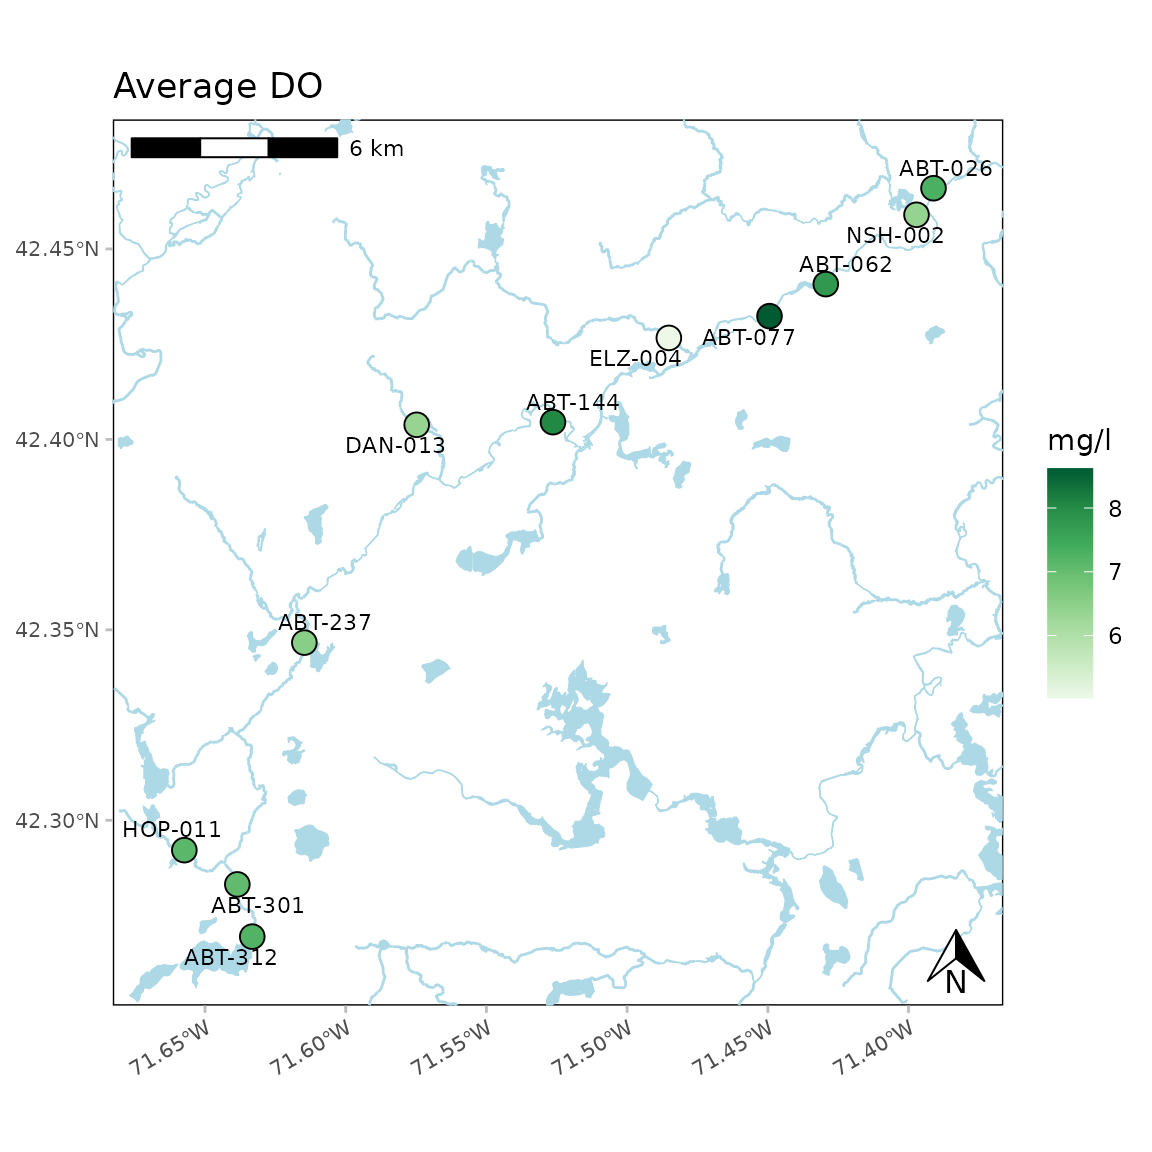 Average DO
6 km
ABT-026
NSH-002
ABT-062
ABT-077
ELZ-004
ABT-144
DAN-013
ABT-237
HOP-011
ABT-301
ABT-312
N
42.45°N
42.40°N
42.35°N
42.30°N
71.65°W
71.60°W
71.55°W
71.50°W
71.45°W
71.40°W
mg/l
8
7
6